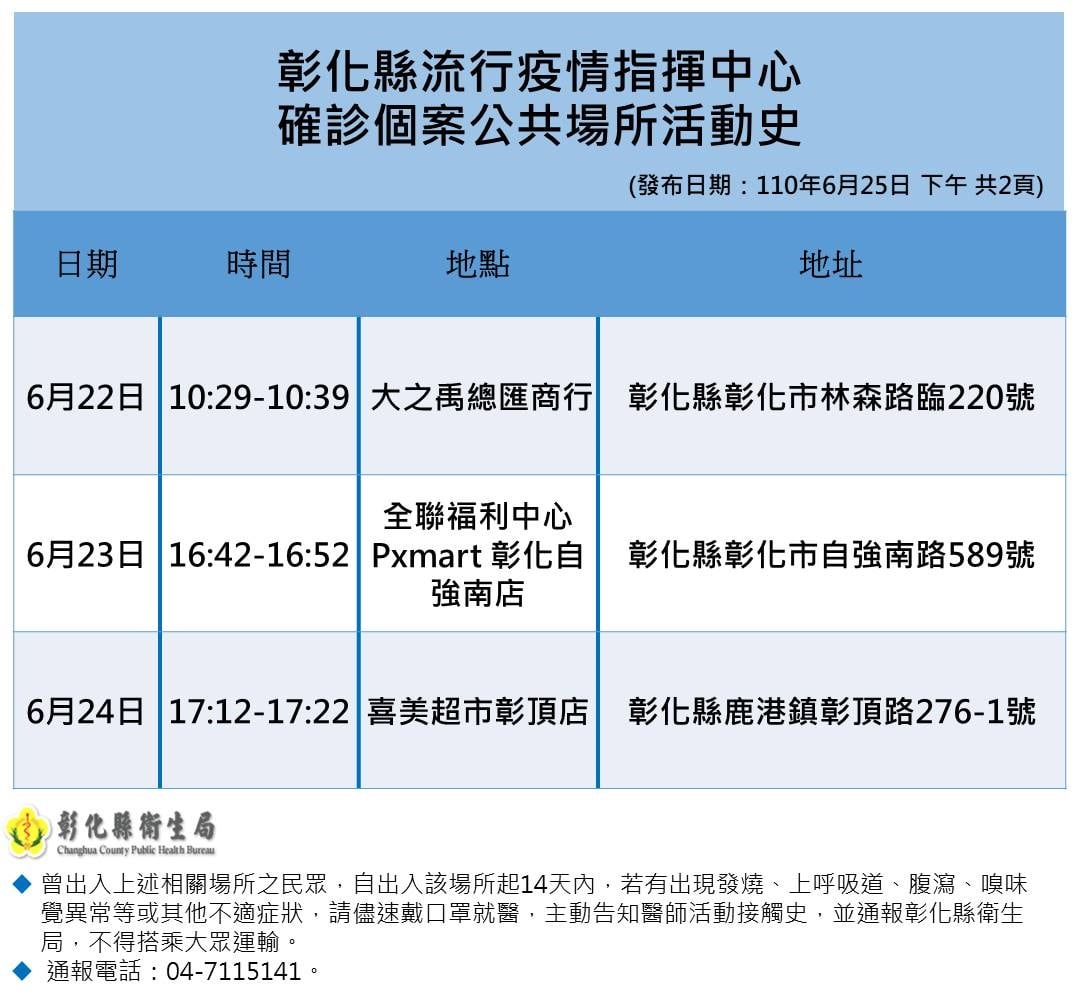 彰化縣流行疫情指揮中心
確診個案公共場所活動史
(發布日期：110年6月25日 下午 共2頁)
日期 時間 地點 地址
6月22日 10:29-10:39 大之禹總匯商行 彰化縣彰化市林森路臨220號
全聯福利中心
6月23日 16:42-16:52 Pxmart 彰化自 彰化縣彰化市自強南路589號
強南店
6月24日 17:12-17:22 喜美超市彰頂店 彰化縣鹿港鎮彰頂路276-1號
彰化縣衛生局
Changhua County Public Health Bureau
◆ 曾出入上述相關場所之民眾，自出入該場所起14天內，若有出現發燒、上呼吸道、腹瀉、嗅味
覺異常等或其他不適症狀，請儘速戴口罩就醫，主動告知醫師活動接觸史，並通報彰化縣衛生
局，不得搭乘大眾運輸。
◆ 通報電話：04-7115141。